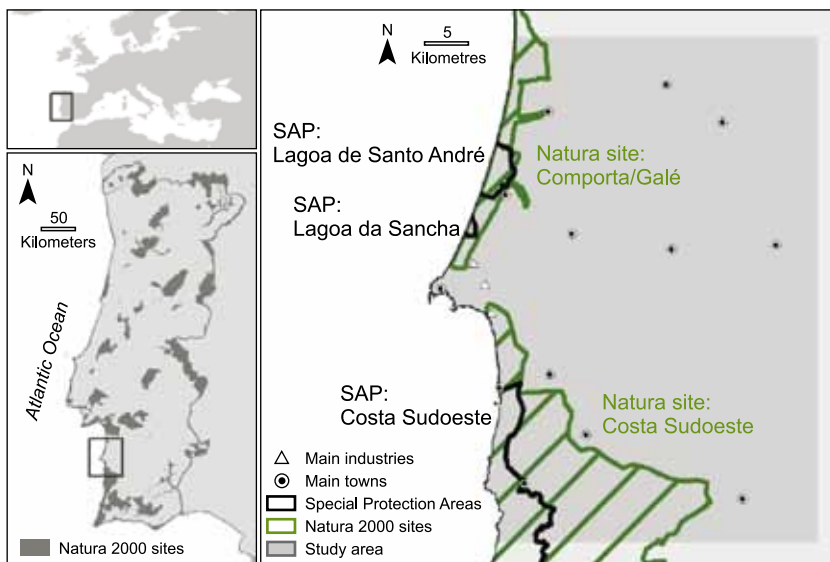 N
50
Kilometers
Atlantic Ocean
Natura 2000 sites
N
5
Kilometres
SAP:
Lagoa de Santo André
Natura site:
Comporta/Galé
SAP:
Lagoa da Sancha
SAP:
Costa Sudoeste
Natura site:
Costa Sudoeste
Main industries
Main towns
Special Protection Areas
Natura 2000 sites
Study area